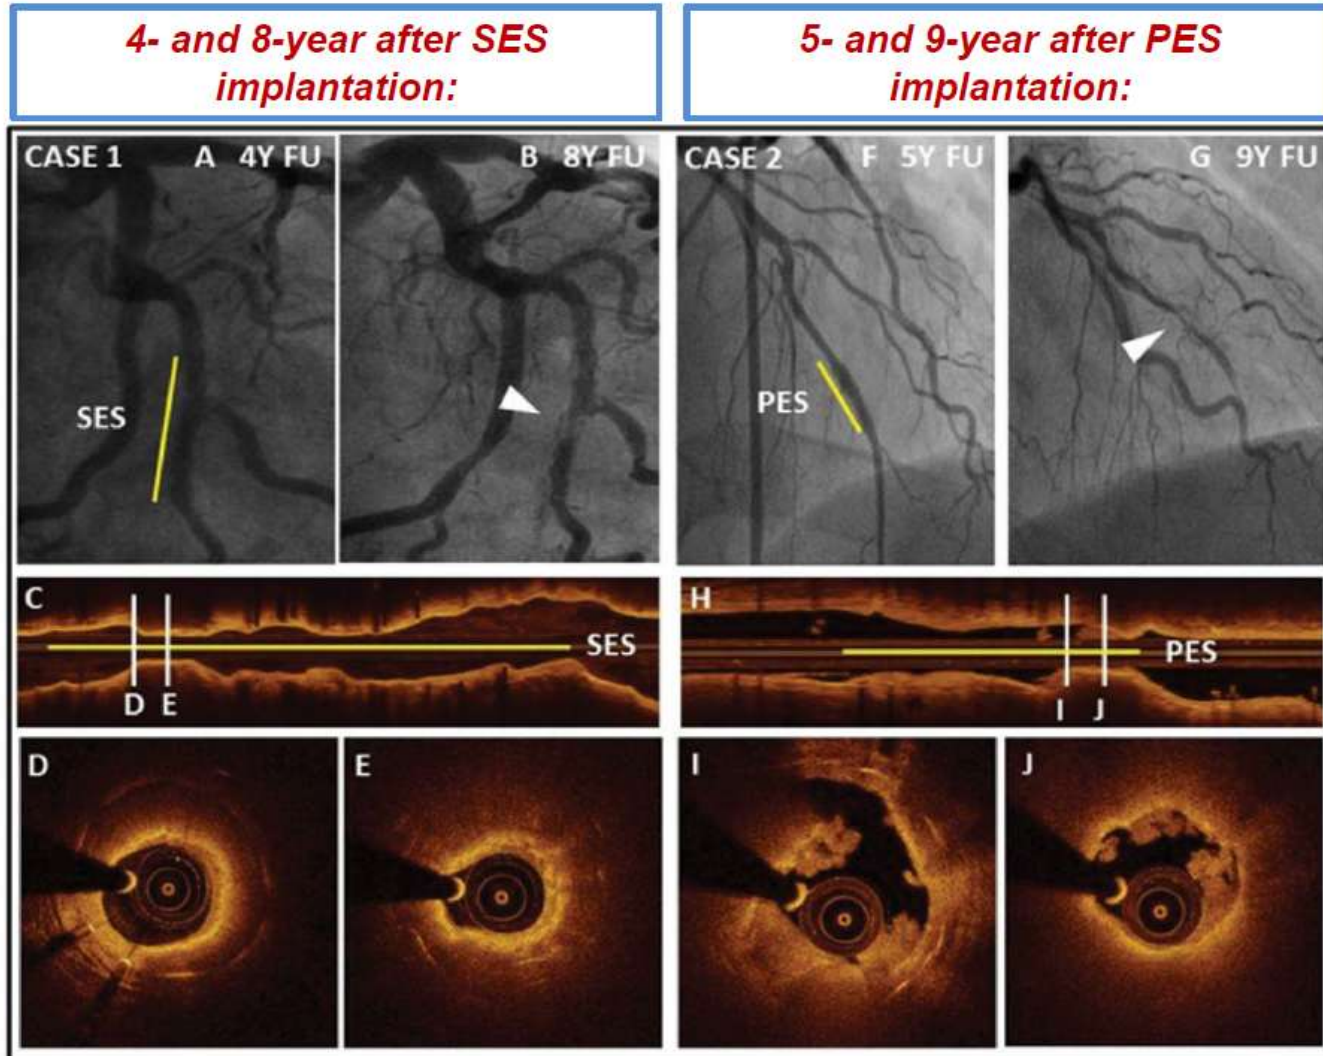 4- and 8-year after SES
implantation:
5- and 9-year after PES
implantation:
CASE 1 A 4Y FU
B 8Y FU
CASE 2 F 5Y FU
G 9Y FU
SES
PES
C
SES
D E
H
PES
I J
D
E
I
J